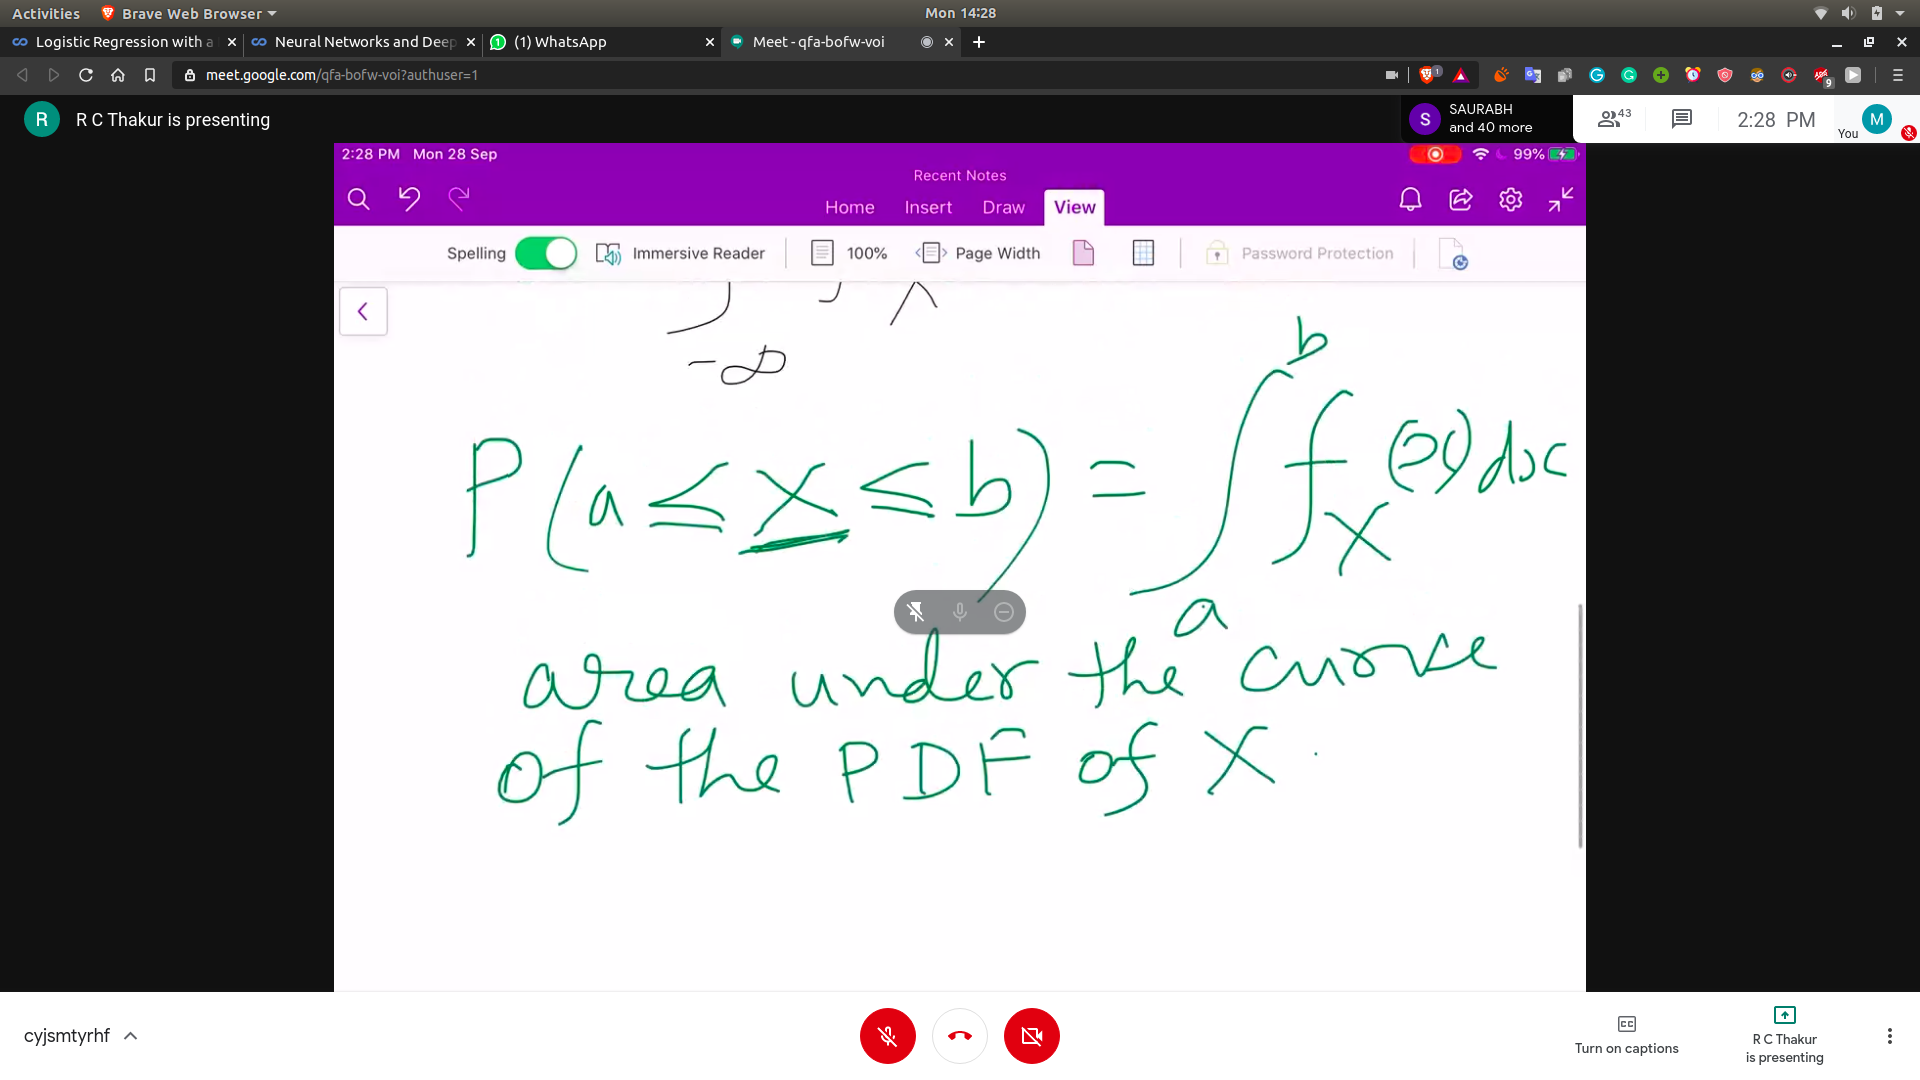 Activities Brave Web Browser Mon 14:28
Logistic Regression with a Neural Networks and Deep (1) WhatsApp Meet - qfa-bofw-voi
meet.google.com/qfa-bofw-voi?authuser=1
R R C Thakur is presenting
S SAURABH
and 40 more
43
2:28 PM
You M
2:28 PM Mon 28 Sep 99%
Recent Notes
Home Insert Draw View
Spelling Immersive Reader 100% Page Width Password Protection
-∞
P(a ≤ X ≤ b) = ∫_a^b f_X(x) dx
area under the curve
of the PDF of X
cyjsmtyrhf
Turn on captions
R C Thakur
is presenting